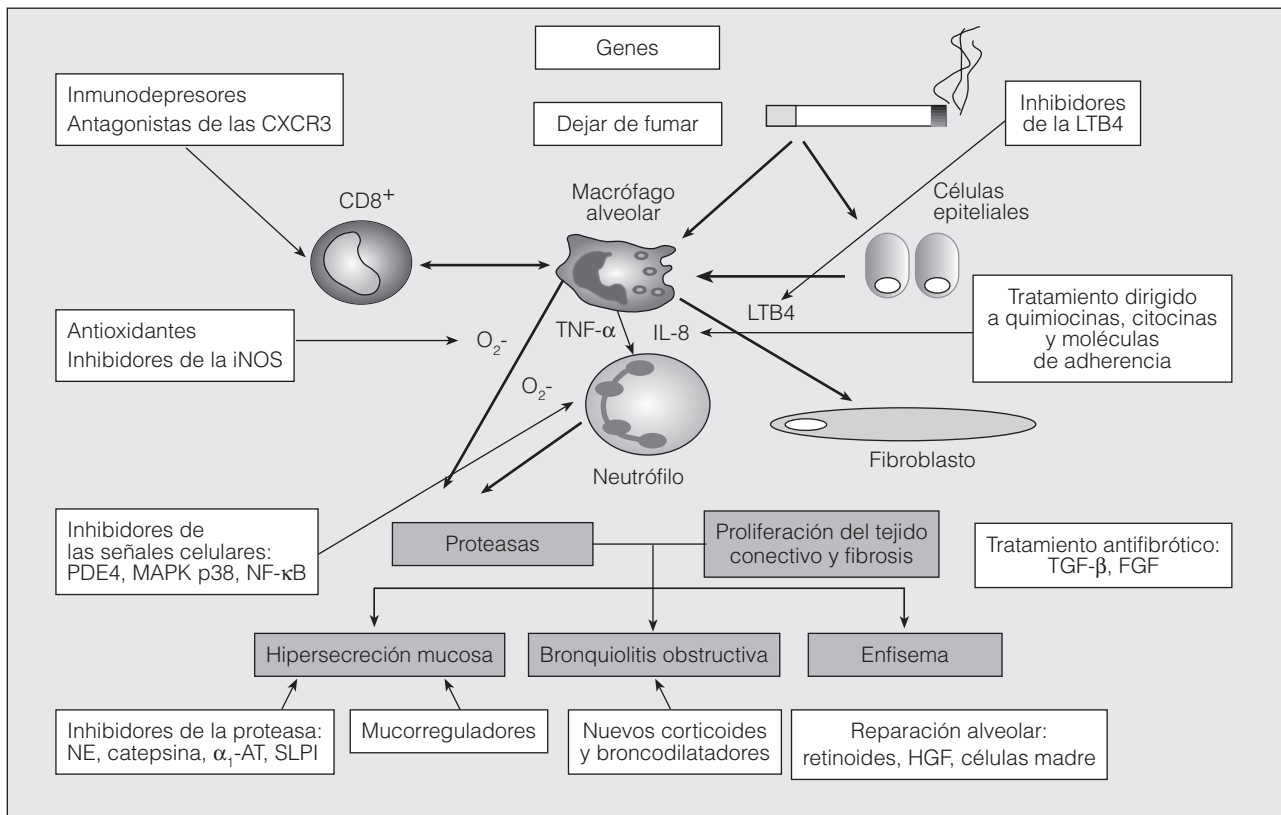 Genes
Inmunodepresores
Antagonistas de las CXCR3
Dejar de fumar
Inhibidores
de la LTB4
CD8+
Macrófago
alveolar
Células
epiteliales
Antioxidantes
Inhibidores de la iNOS
O2-
TNF-α
IL-8
LTB4
Tratamiento dirigido
a quimiocinas, citocinas
y moléculas
de adherencia
O2-
Neutrófilo
Fibroblasto
Inhibidores de
las señales celulares:
PDE4, MAPK p38, NF-κB
Proteasas
Proliferación del tejido
conectivo y fibrosis
Tratamiento antifibrótico:
TGF-β, FGF
Hipersecreción mucosa
Bronquiolitis obstructiva
Enfisema
Inhibidores de la proteasa:
NE, catepsina, α1-AT, SLPI
Mucorreguladores
Nuevos corticoides
y broncodilatadores
Reparación alveolar:
retinoides, HGF, células madre